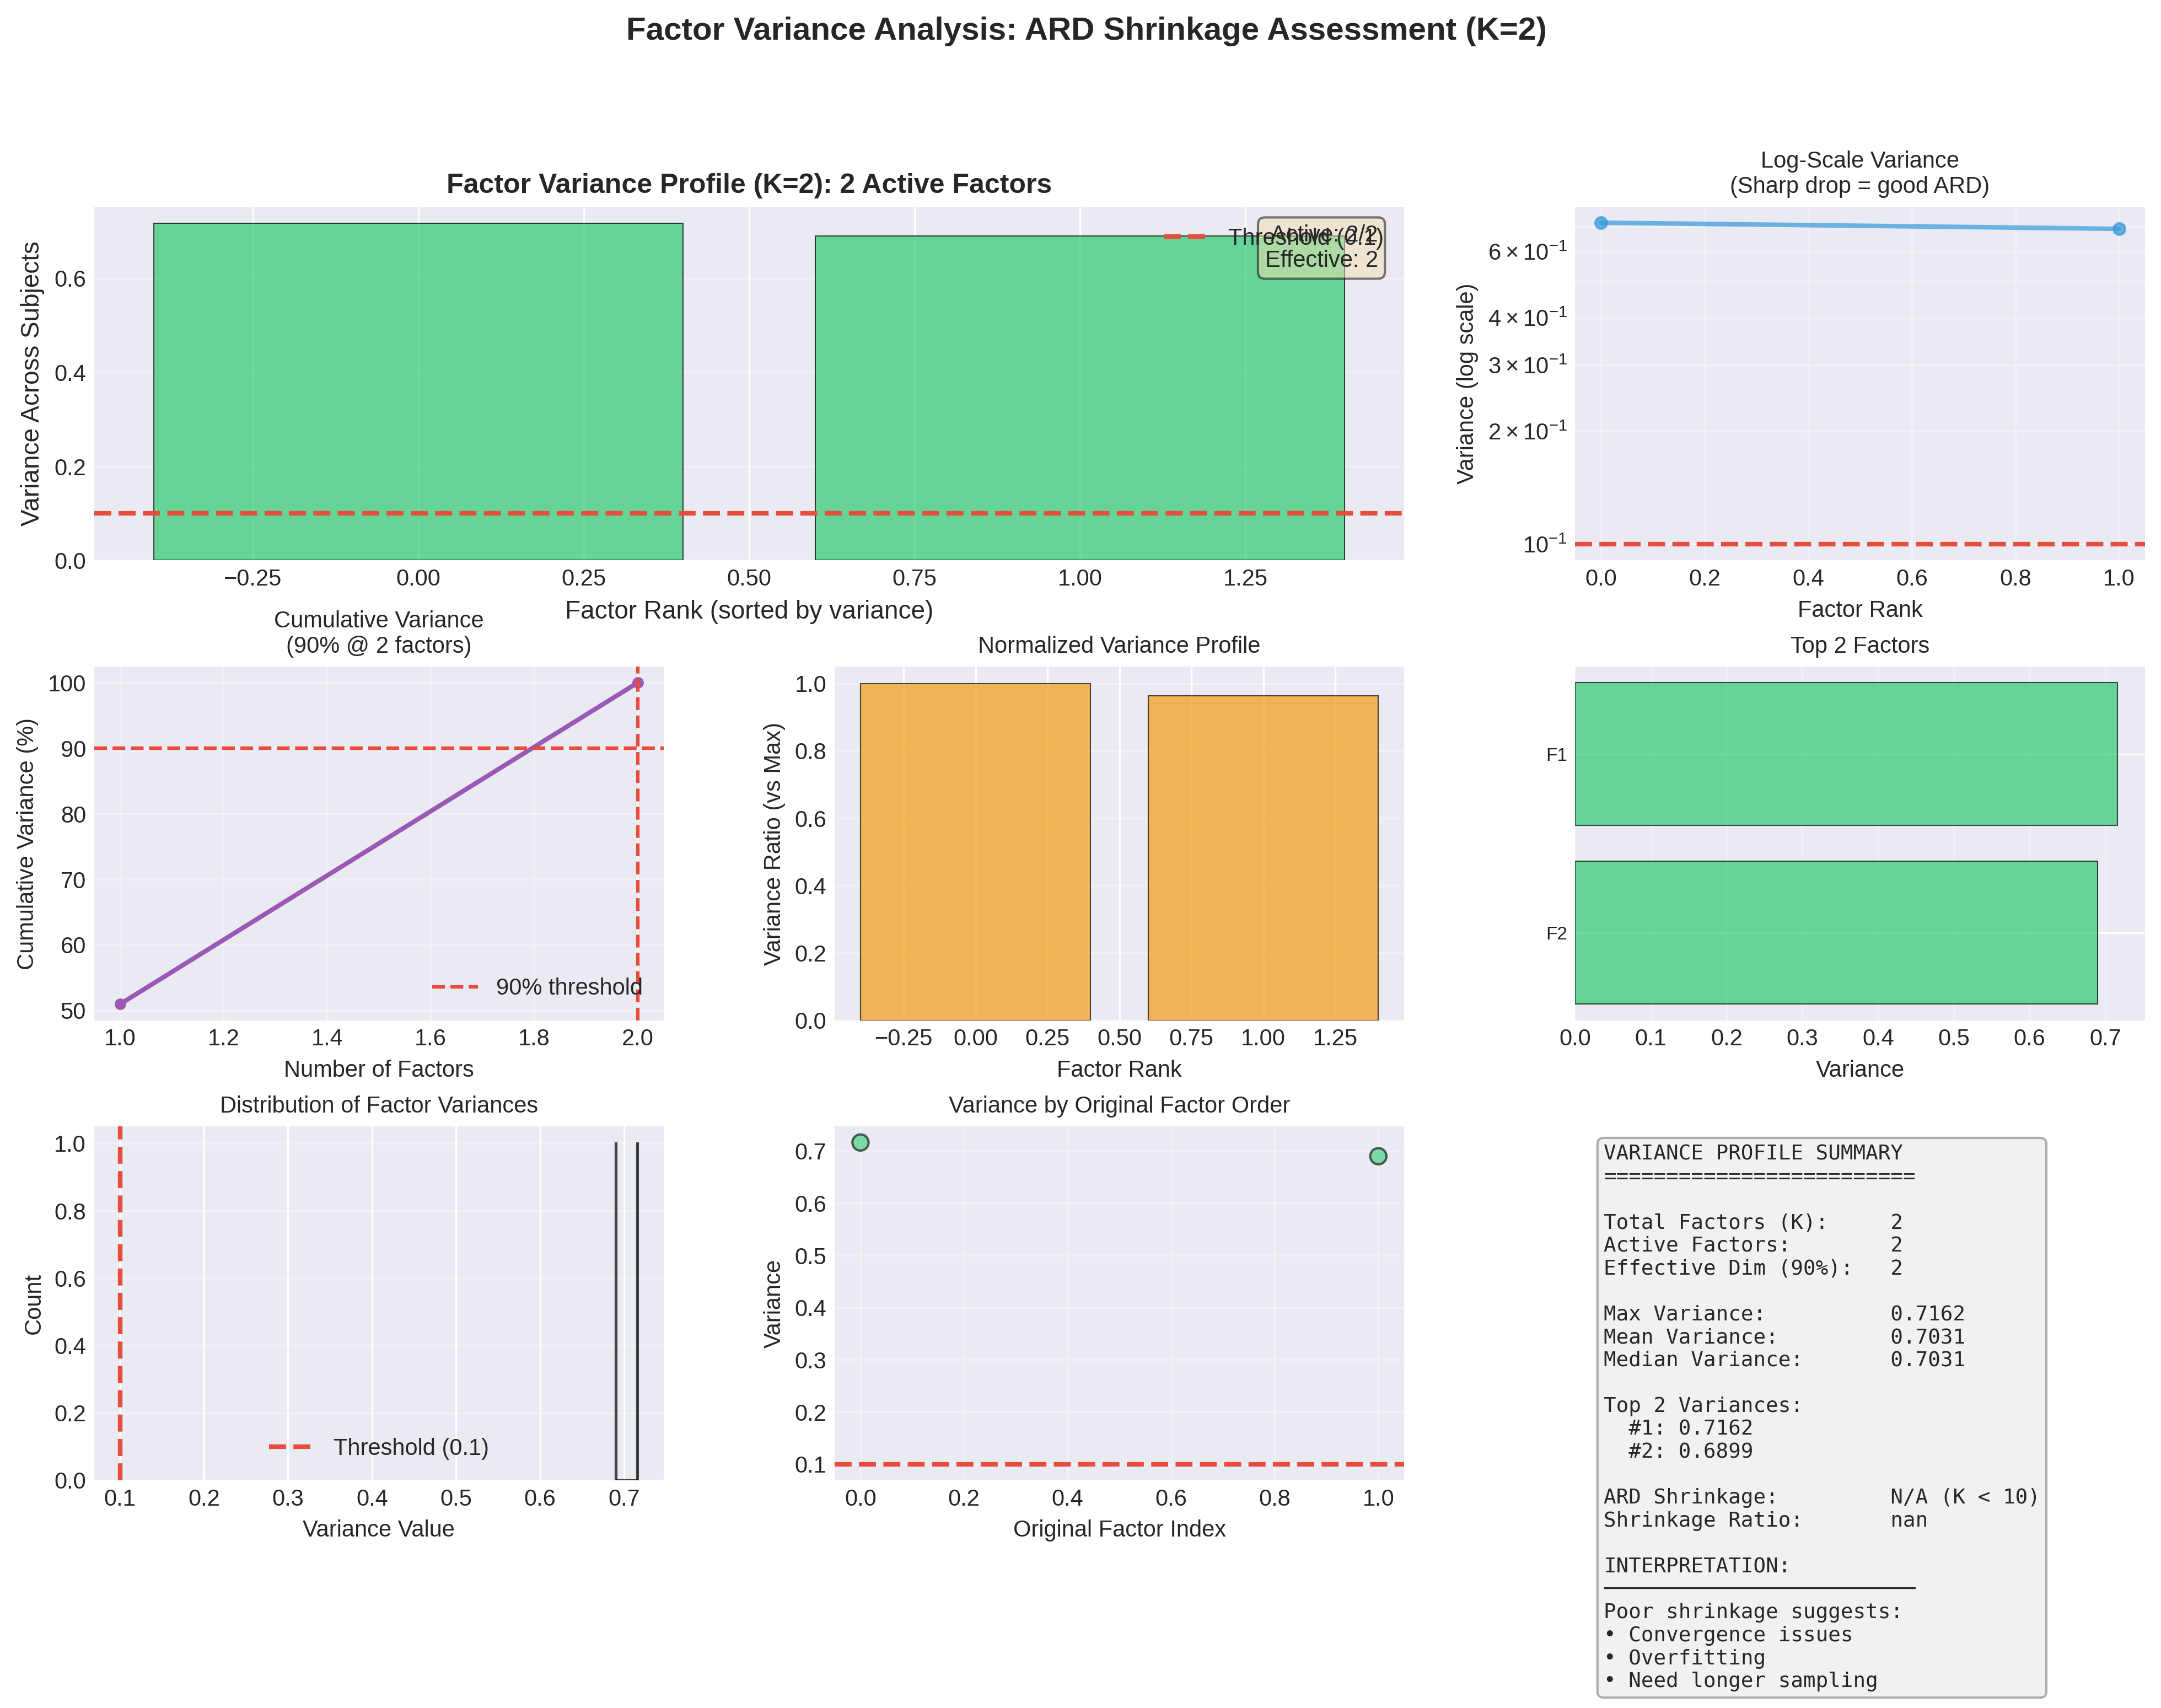 Factor Variance Analysis: ARD Shrinkage Assessment (K=2)
Factor Variance Profile (K=2): 2 Active Factors
Variance Across Subjects
0.6
0.4
0.2
0.0
−0.25 0.00 0.25 0.50 0.75 1.00 1.25
Factor Rank (sorted by variance)
Threshold (0.1)
Active: 2/2
Effective: 2
Log-Scale Variance
(Sharp drop = good ARD)
Variance (log scale)
6 × 10⁻¹
4 × 10⁻¹
3 × 10⁻¹
2 × 10⁻¹
10⁻¹
0.0 0.2 0.4 0.6 0.8 1.0
Factor Rank
Cumulative Variance
(90% @ 2 factors)
Cumulative Variance (%)
100
90
80
70
60
50
90% threshold
1.0 1.2 1.4 1.6 1.8 2.0
Number of Factors
Normalized Variance Profile
Variance Ratio (vs Max)
1.0
0.8
0.6
0.4
0.2
0.0
−0.25 0.00 0.25 0.50 0.75 1.00 1.25
Factor Rank
Top 2 Factors
F1
F2
0.0 0.1 0.2 0.3 0.4 0.5 0.6 0.7
Variance
Distribution of Factor Variances
Count
1.0
0.8
0.6
0.4
0.2
0.0
Threshold (0.1)
0.1 0.2 0.3 0.4 0.5 0.6 0.7
Variance Value
Variance by Original Factor Order
Variance
0.7
0.6
0.5
0.4
0.3
0.2
0.1
0.0 0.2 0.4 0.6 0.8 1.0
Original Factor Index
VARIANCE PROFILE SUMMARY
=========================
Total Factors (K): 2
Active Factors: 2
Effective Dim (90%): 2
Max Variance: 0.7162
Mean Variance: 0.7031
Median Variance: 0.7031
Top 2 Variances:
#1: 0.7162
#2: 0.6899
ARD Shrinkage: N/A (K < 10)
Shrinkage Ratio: nan
INTERPRETATION:
─────────────────────────
Poor shrinkage suggests:
• Convergence issues
• Overfitting
• Need longer sampling